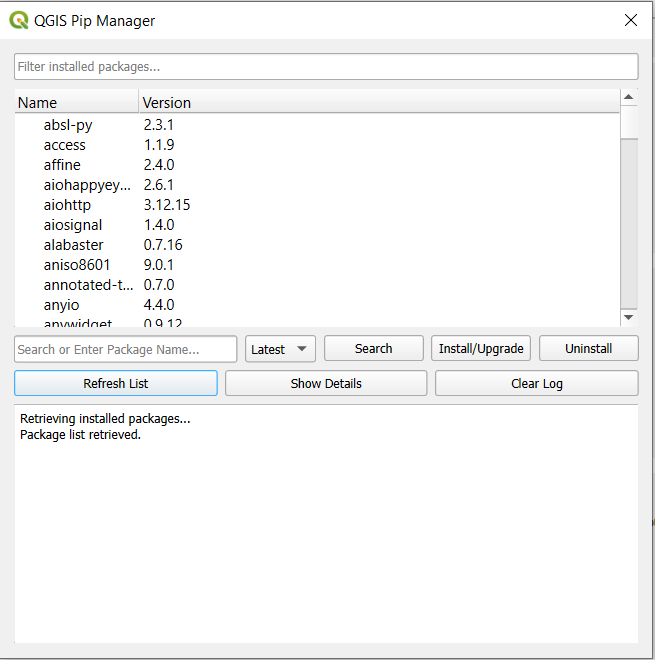 QGIS Pip Manager
Filter installed packages...
Name Version
absl-py 2.3.1
access 1.1.9
affine 2.4.0
aiohappyey... 2.6.1
aiohttp 3.12.15
aiosignal 1.4.0
alabaster 0.7.16
aniso8601 9.0.1
annotated-t... 0.7.0
anyio 4.4.0
anywidget 0.9.12
Search or Enter Package Name... Latest Search Install/Upgrade Uninstall
Refresh List Show Details Clear Log
Retrieving installed packages...
Package list retrieved.